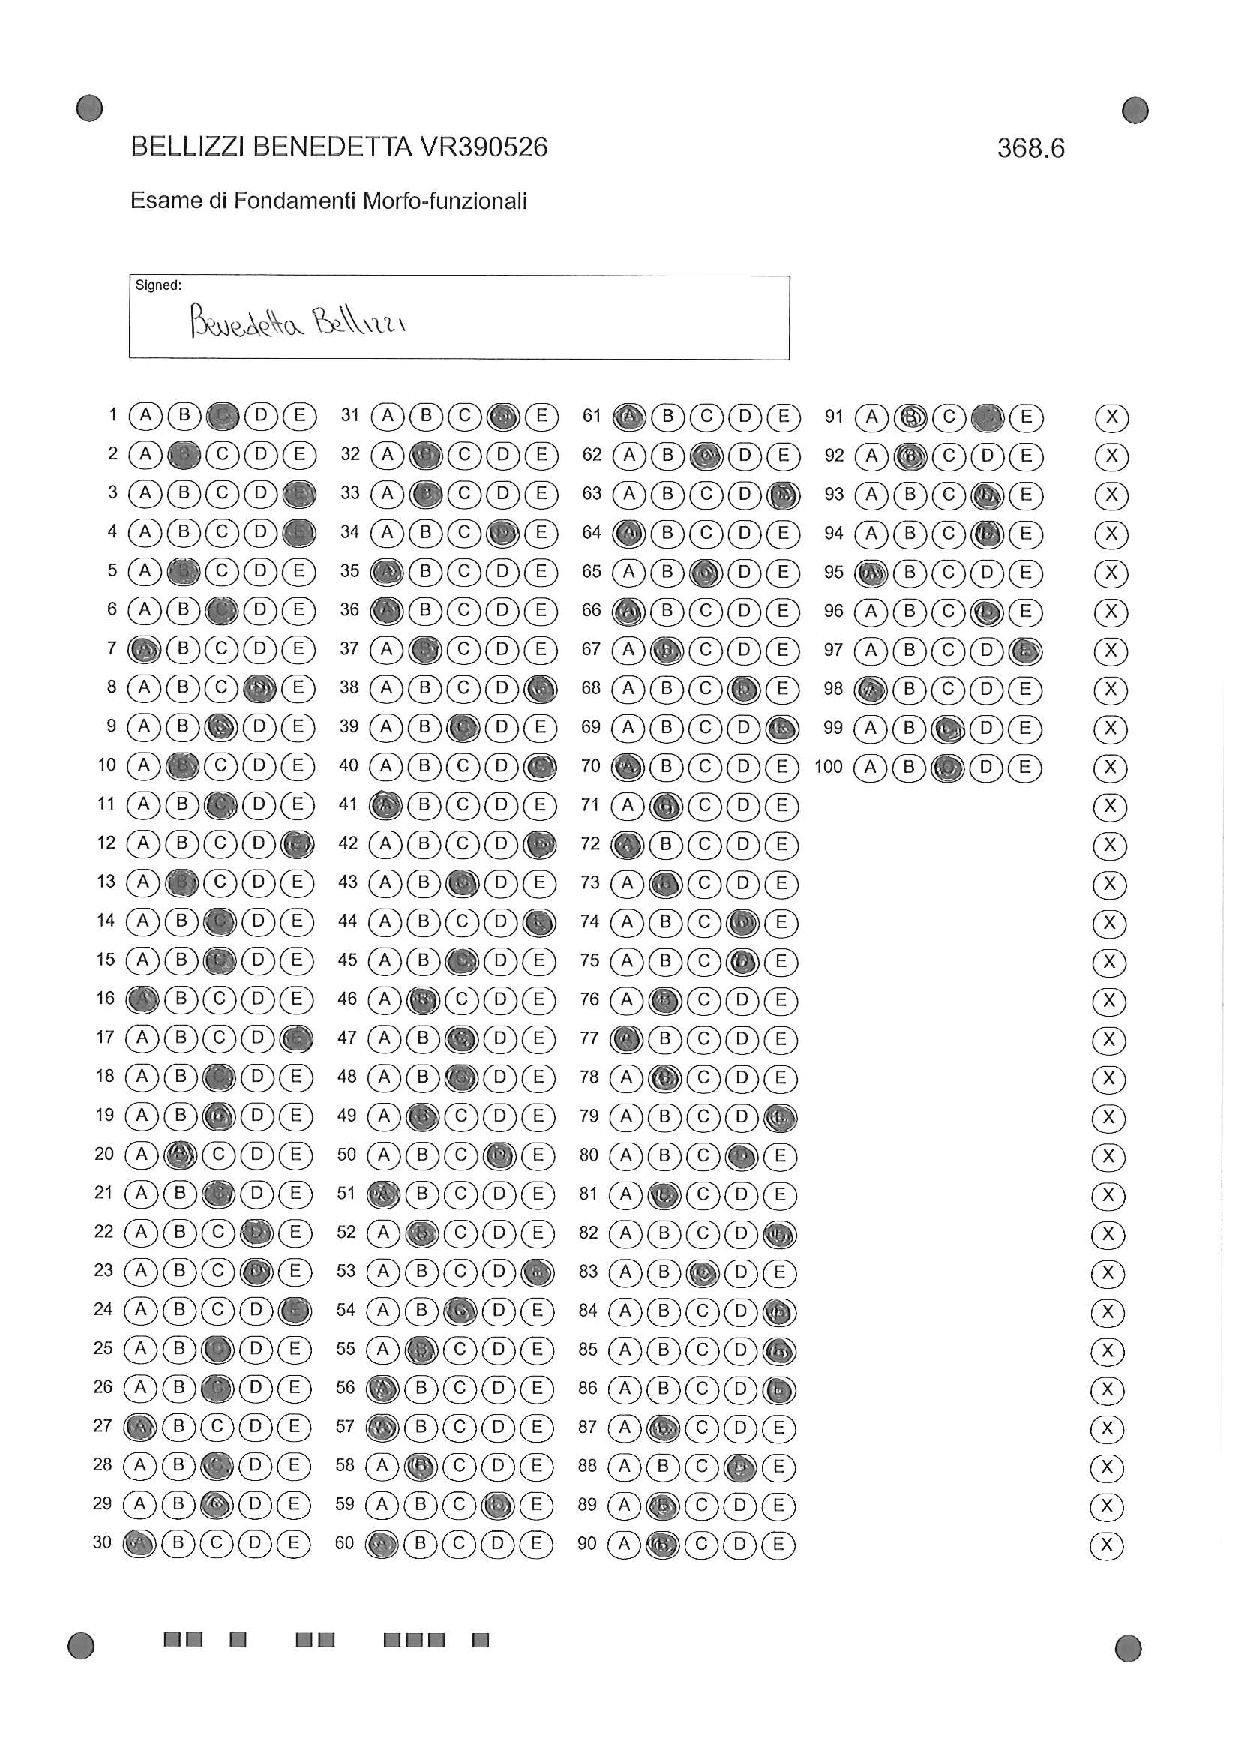 BELLIZZI BENEDETTA VR390526 368.6
Esame di Fondamenti Morfo-funzionali
Signed:
Benedetta Bellizzi
1 A B C D E 31 A B C D E 61 A B C D E 91 A B C D E X
2 A B C D E 32 A B C D E 62 A B C D E 92 A B C D E X
3 A B C D E 33 A B C D E 63 A B C D E 93 A B C D E X
4 A B C D E 34 A B C D E 64 A B C D E 94 A B C D E X
5 A B C D E 35 A B C D E 65 A B C D E 95 A B C D E X
6 A B C D E 36 A B C D E 66 A B C D E 96 A B C D E X
7 A B C D E 37 A B C D E 67 A B C D E 97 A B C D E X
8 A B C D E 38 A B C D E 68 A B C D E 98 A B C D E X
9 A B C D E 39 A B C D E 69 A B C D E 99 A B C D E X
10 A B C D E 40 A B C D E 70 A B C D E 100 A B C D E X
11 A B C D E 41 A B C D E 71 A B C D E X
12 A B C D E 42 A B C D E 72 A B C D E X
13 A B C D E 43 A B C D E 73 A B C D E X
14 A B C D E 44 A B C D E 74 A B C D E X
15 A B C D E 45 A B C D E 75 A B C D E X
16 A B C D E 46 A B C D E 76 A B C D E X
17 A B C D E 47 A B C D E 77 A B C D E X
18 A B C D E 48 A B C D E 78 A B C D E X
19 A B C D E 49 A B C D E 79 A B C D E X
20 A B C D E 50 A B C D E 80 A B C D E X
21 A B C D E 51 A B C D E 81 A B C D E X
22 A B C D E 52 A B C D E 82 A B C D E X
23 A B C D E 53 A B C D E 83 A B C D E X
24 A B C D E 54 A B C D E 84 A B C D E X
25 A B C D E 55 A B C D E 85 A B C D E X
26 A B C D E 56 A B C D E 86 A B C D E X
27 A B C D E 57 A B C D E 87 A B C D E X
28 A B C D E 58 A B C D E 88 A B C D E X
29 A B C D E 59 A B C D E 89 A B C D E X
30 A B C D E 60 A B C D E 90 A B C D E X